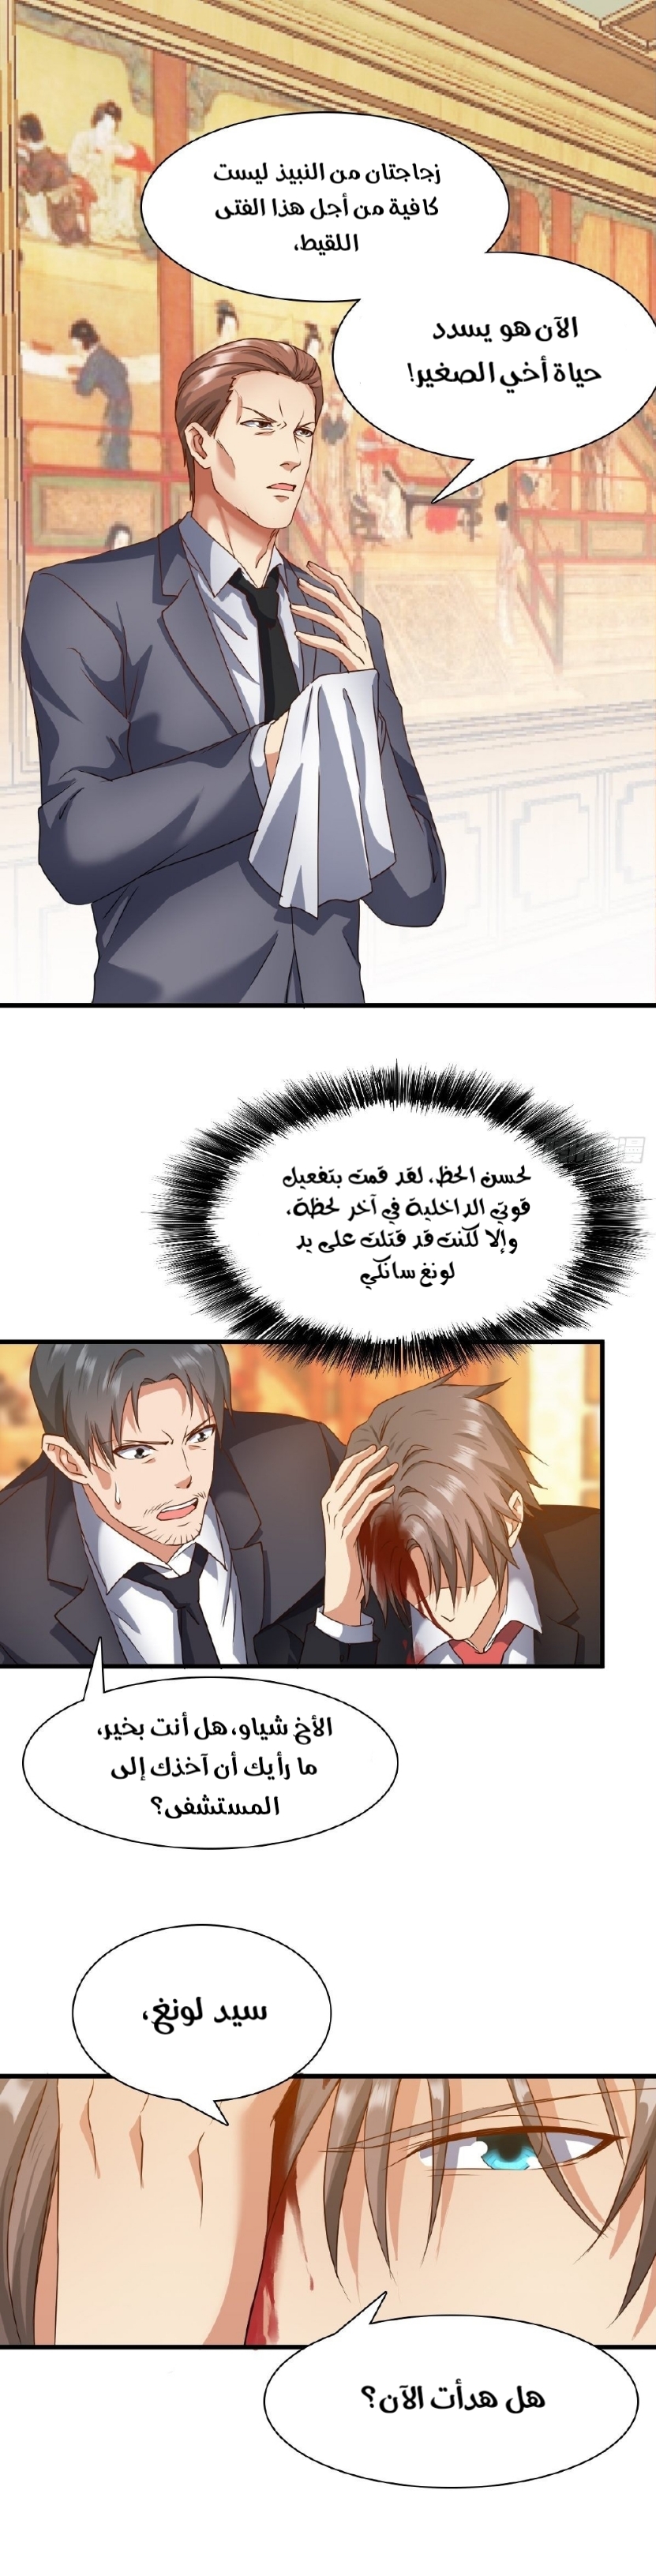 زجاجتان من النبيذ ليست
كافية من أجل هذا الفتى
اللقيط،
الآن هو يسدد
حياة أخي الصغير!
لحسن الحظ، لقد قمت بتفعيل
قوتي الداخلية في آخر لحظة،
وإلا لكنت قد قتلت على يد
لونغ سانكي
الأخ شياو، هل أنت بخير،
ما رأيك أن آخذك إلى
المستشفى؟
سيد لونغ،
هل هدأت الآن؟